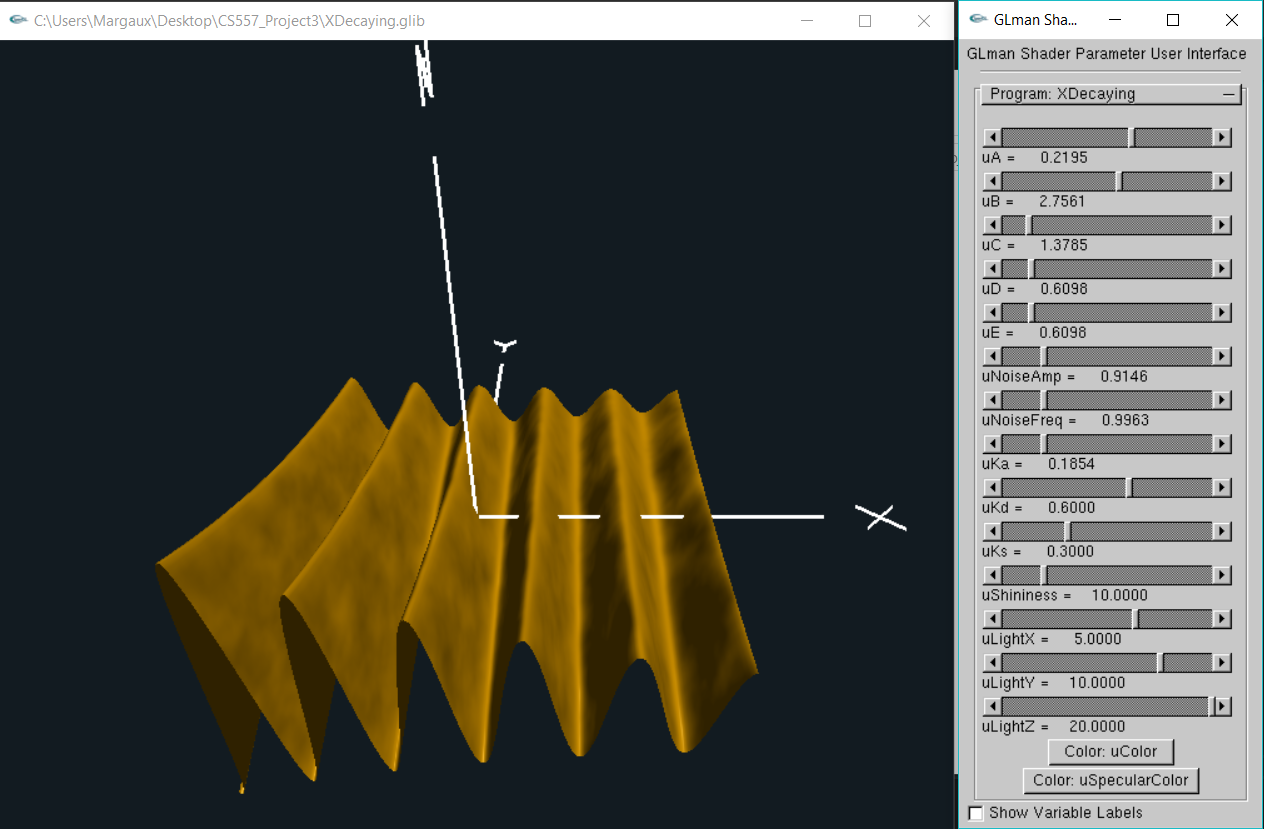 C:\Users\Margaux\Desktop\CS557_Project3\XDecaying.glib
GLman Sha...
GLman Shader Parameter User Interface
Program: XDecaying
uA = 0.2195
uB = 2.7561
uC = 1.3785
uD = 0.6098
uE = 0.6098
uNoiseAmp = 0.9146
uNoiseFreq = 0.9963
uKa = 0.1854
uKd = 0.6000
uKs = 0.3000
uShininess = 10.0000
uLightX = 5.0000
uLightY = 10.0000
uLightZ = 20.0000
Color: uColor
Color: uSpecularColor
Show Variable Labels
Y
X